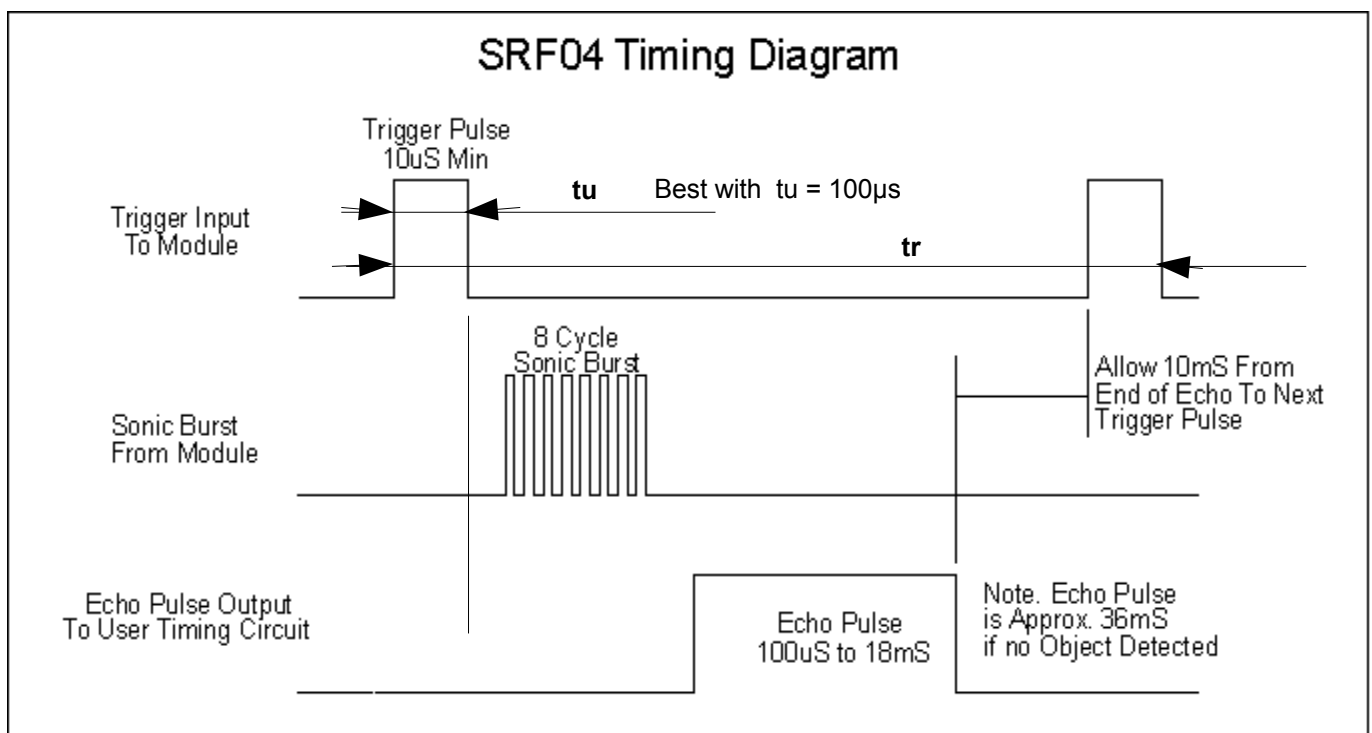 SRF04 Timing Diagram
Trigger Pulse
10uS Min
tu Best with tu = 100µs
Trigger Input
To Module
tr
8 Cycle
Sonic Burst
Allow 10mS From
End of Echo To Next
Trigger Pulse
Sonic Burst
From Module
Echo Pulse Output
To User Timing Circuit
Echo Pulse
100uS to 18mS
Note. Echo Pulse
is Approx. 36mS
if no Object Detected